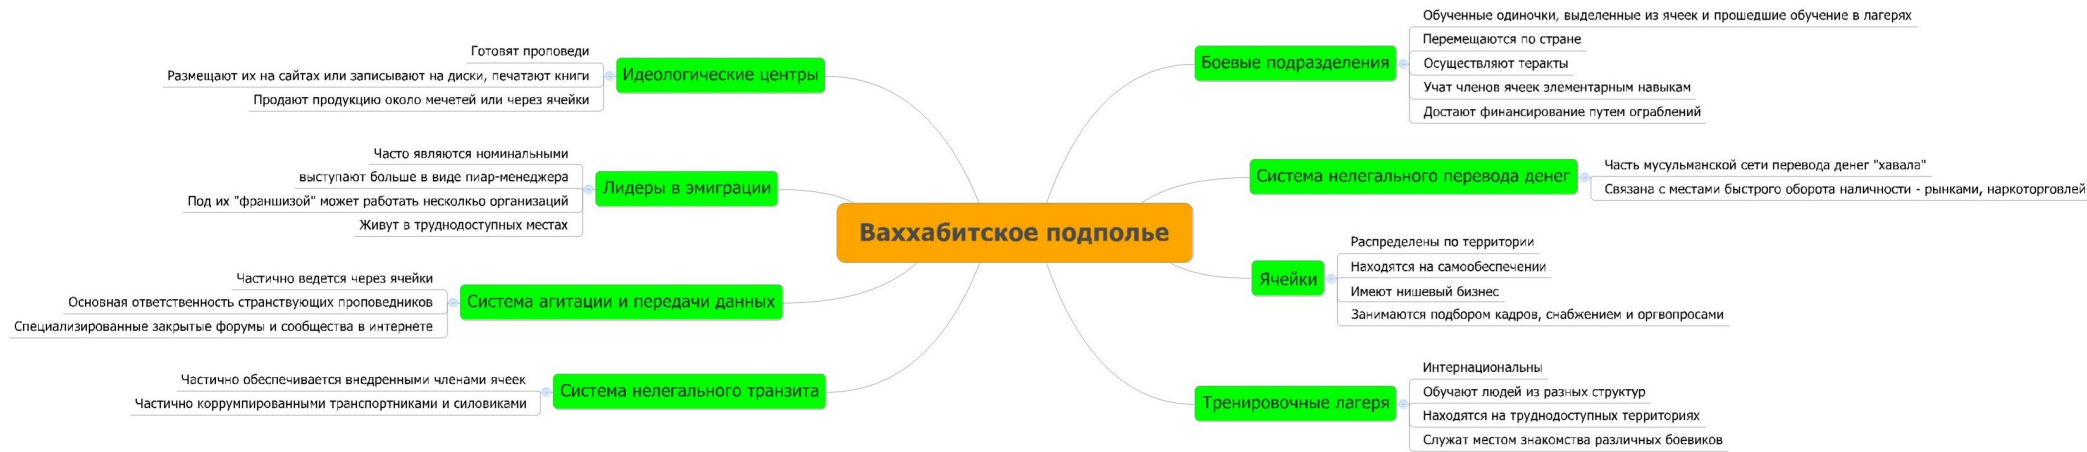 Ваххабитское подполье
Идеологические центры
Готовят проповеди
Размещают их на сайтах или записывают на диски, печатают книги
Продают продукцию около мечетей или через ячейки
Лидеры в эмиграции
Часто являются номинальными
выступают больше в виде пиар-менеджера
Под их "франшизой" может работать несколкьо организаций
Живут в труднодоступных местах
Система агитации и передачи данных
Частично ведется через ячейки
Основная ответственность странствующих проповедников
Специализированные закрытые форумы и сообщества в интернете
Система нелегального транзита
Частично обеспечивается внедренными членами ячеек
Частично коррумпированными транспортниками и силовиками
Боевые подразделения
Обученные одиночки, выделенные из ячеек и прошедшие обучение в лагерях
Перемещаются по стране
Осуществляют теракты
Учат членов ячеек элементарным навыкам
Достают финансирование путем ограблений
Система нелегального перевода денег
Часть мусульманской сети перевода денег "хавала"
Связана с местами быстрого оборота наличности - рынками, наркоторговлей
Ячейки
Распределены по территории
Находятся на самообеспечении
Имеют нишевый бизнес
Занимаются подбором кадров, снабжением и оргвопросами
Тренировочные лагеря
Интернациональны
Обучают людей из разных структур
Находятся на труднодоступных территориях
Служат местом знакомства различных боевиков